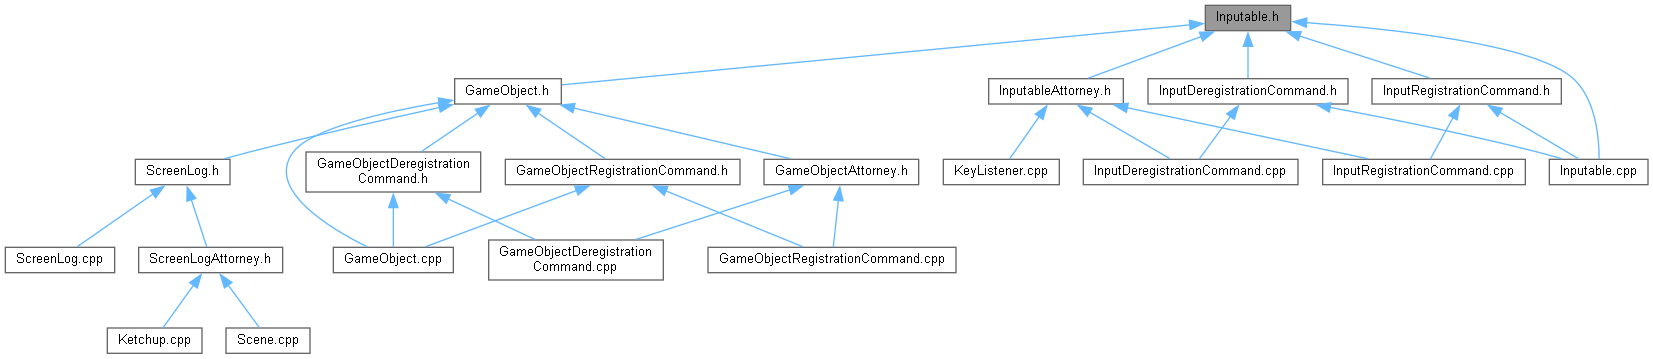 Inputable.h
GameObject.h
InputableAttorney.h
InputDeregistrationCommand.h
InputRegistrationCommand.h
ScreenLog.h
GameObjectDeregistration
Command.h
GameObjectRegistrationCommand.h
GameObjectAttorney.h
KeyListener.cpp
InputDeregistrationCommand.cpp
InputRegistrationCommand.cpp
Inputable.cpp
ScreenLog.cpp
ScreenLogAttorney.h
GameObject.cpp
GameObjectDeregistration
Command.cpp
GameObjectRegistrationCommand.cpp
Ketchup.cpp
Scene.cpp